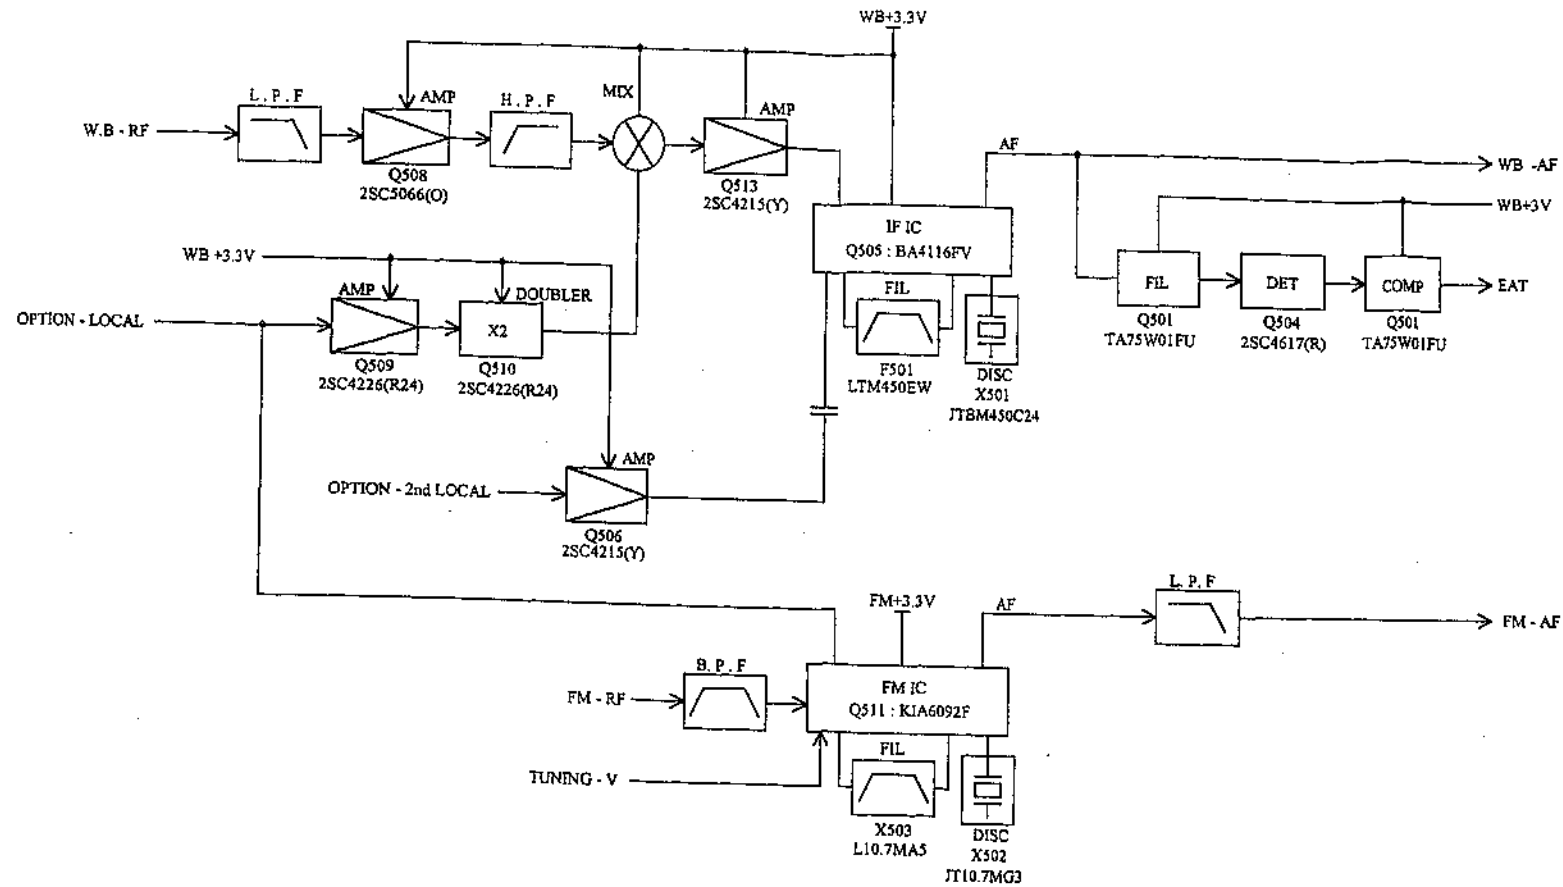 WB+3.3V
L . P . F
AMP
H . P . F
MIX
AMP
W.B - RF
Q508
2SC5066(O)
Q513
2SC4215(Y)
AF
WB -AF
WB+3V
IF IC
Q505 : BA4116FV
WB +3.3V
AMP
DOUBLER
FIL
FIL
DET
COMP
EAT
OPTION - LOCAL
X2
Q501
TA75W01FU
Q504
2SC4617(R)
Q501
TA75W01FU
Q509
2SC4226(R24)
Q510
2SC4226(R24)
F501
LTM450EW
DISC
X501
JTBM450C24
AMP
OPTION - 2nd LOCAL
Q506
2SC4215(Y)
L . P . F
FM+3.3V
AF
FM - AF
B . P . F
FM - RF
FM IC
Q511 : KIA6092F
FIL
TUNING - V
X503
L10.7MA5
DISC
X502
JT10.7MG3